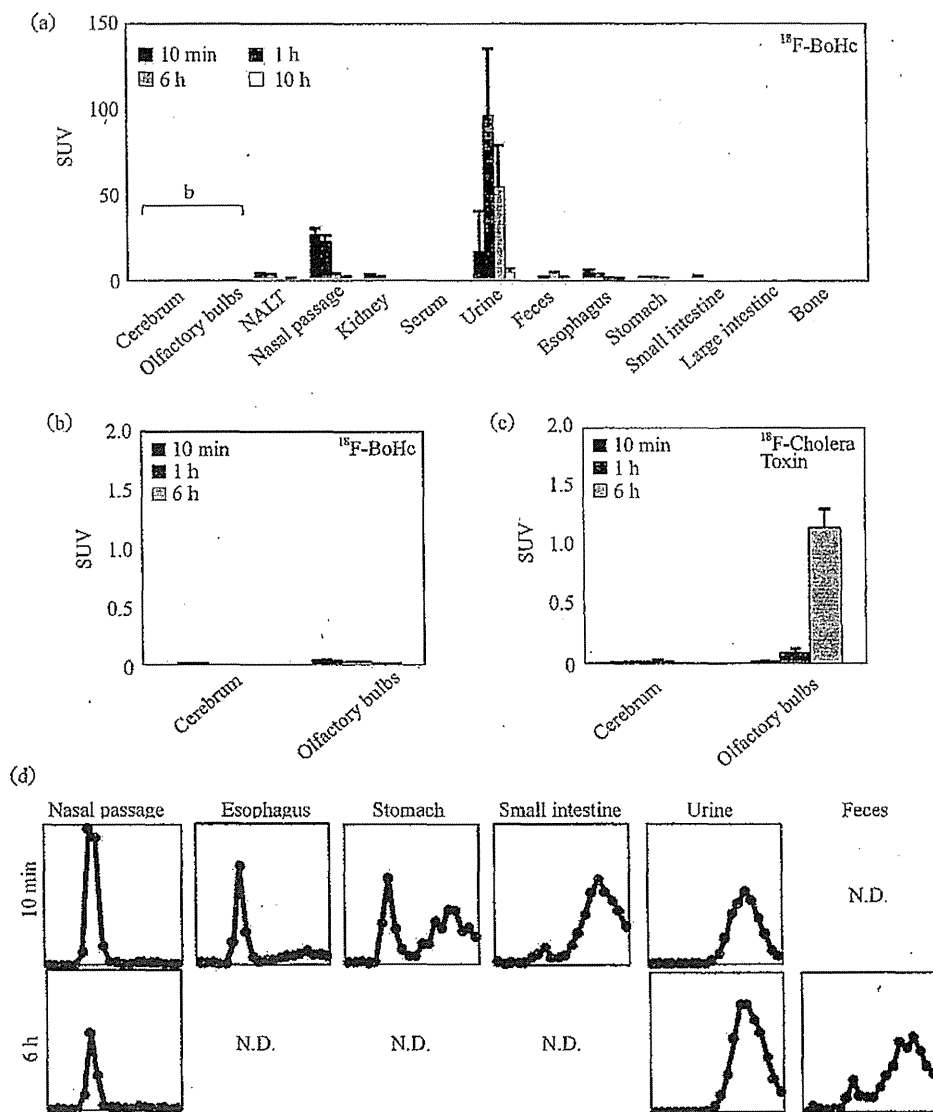 (a)
150
100
50
0
SUV
10 min
1 h
6 h
10 h
¹⁸F-BoHc
b
Cerebrum
Olfactory bulbs
NALT
Nasal passage
Kidney
Serum
Urine
Feces
Esophagus
Stomach
Small intestine
Large intestine
Bone
(b)
2.0
1.5
1.0
0.5
0
SUV
10 min
1 h
6 h
¹⁸F-BoHc
Cerebrum
Olfactory bulbs
(c)
2.0
1.5
1.0
0.5
0
SUV
10 min
1 h
6 h
¹⁸F-Cholera
Toxin
Cerebrum
Olfactory bulbs
(d)
Nasal passage Esophagus Stomach Small intestine Urine Feces
10 min
N.D.
6 h
N.D. N.D. N.D.